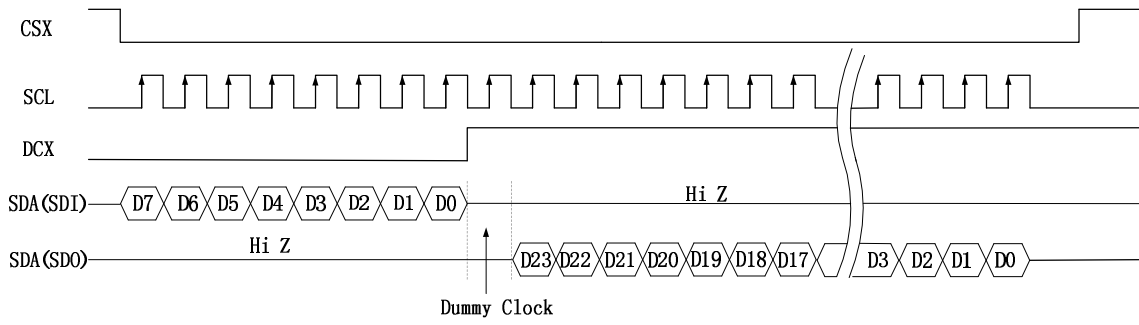 CSX
SCL
DCX
SDA(SDI) D7 D6 D5 D4 D3 D2 D1 D0 Hi Z
SDA(SDO) Hi Z D23 D22 D21 D20 D19 D18 D17 D3 D2 D1 D0
Dummy Clock